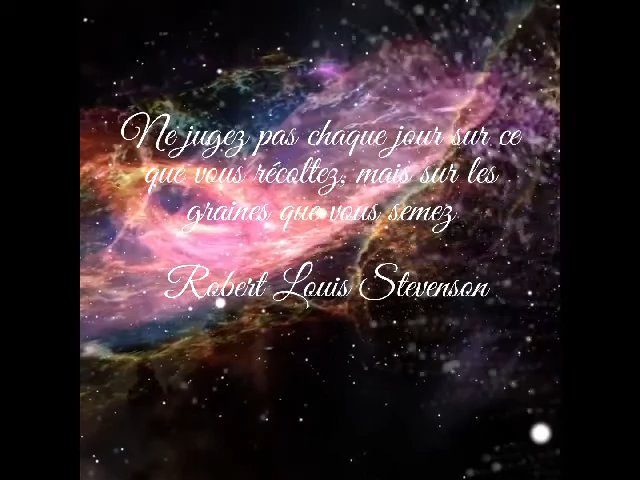 Ne jugez pas chaque jour sur ce
que vous récoltez, mais sur les
graines que vous semez
Robert Louis Stevenson